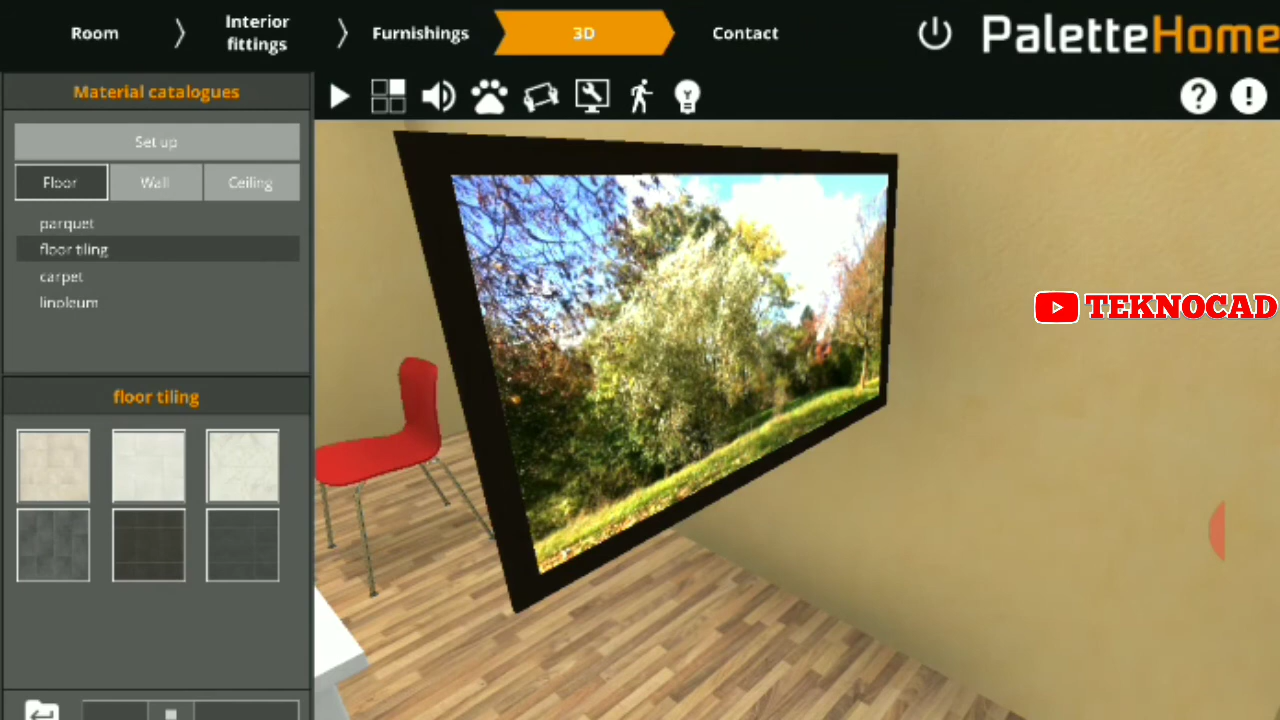 Room
Interior
fittings
Furnishings
3D
Contact
PaletteHome
Material catalogues
Set up
Floor
Wall
Ceiling
parquet
floor tiling
carpet
linoleum
floor tiling
? !
TEKNOCAD